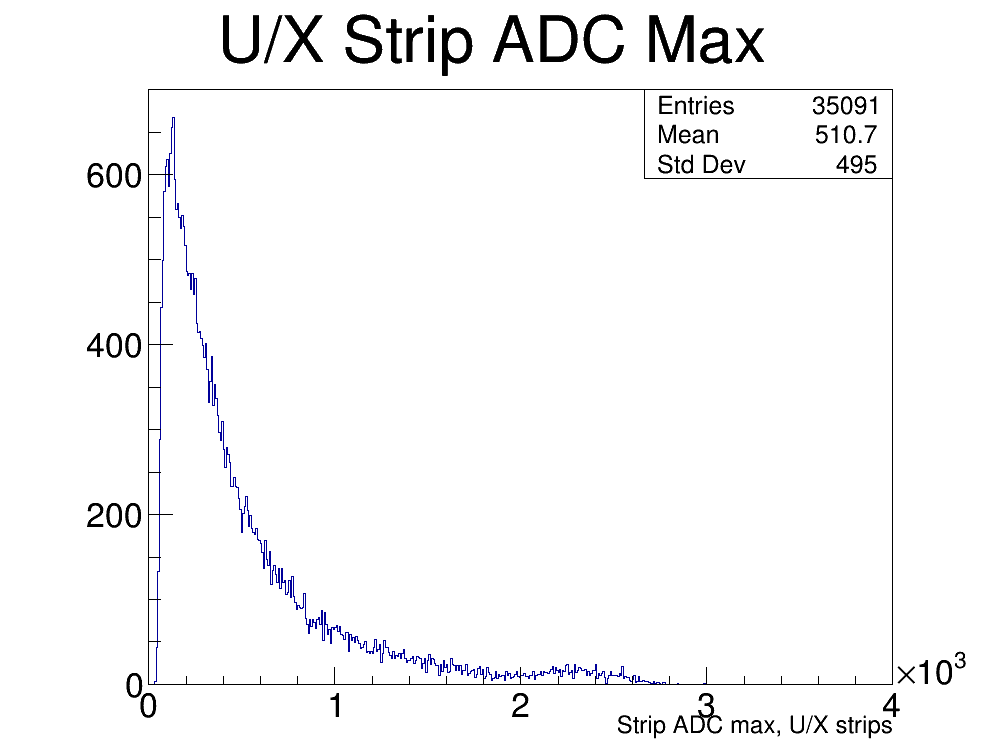 U/X Strip ADC Max
Entries 35091
Mean 510.7
Std Dev 495
600
400
200
0
0 1 2 3 4
×10³
Strip ADC max, U/X strips